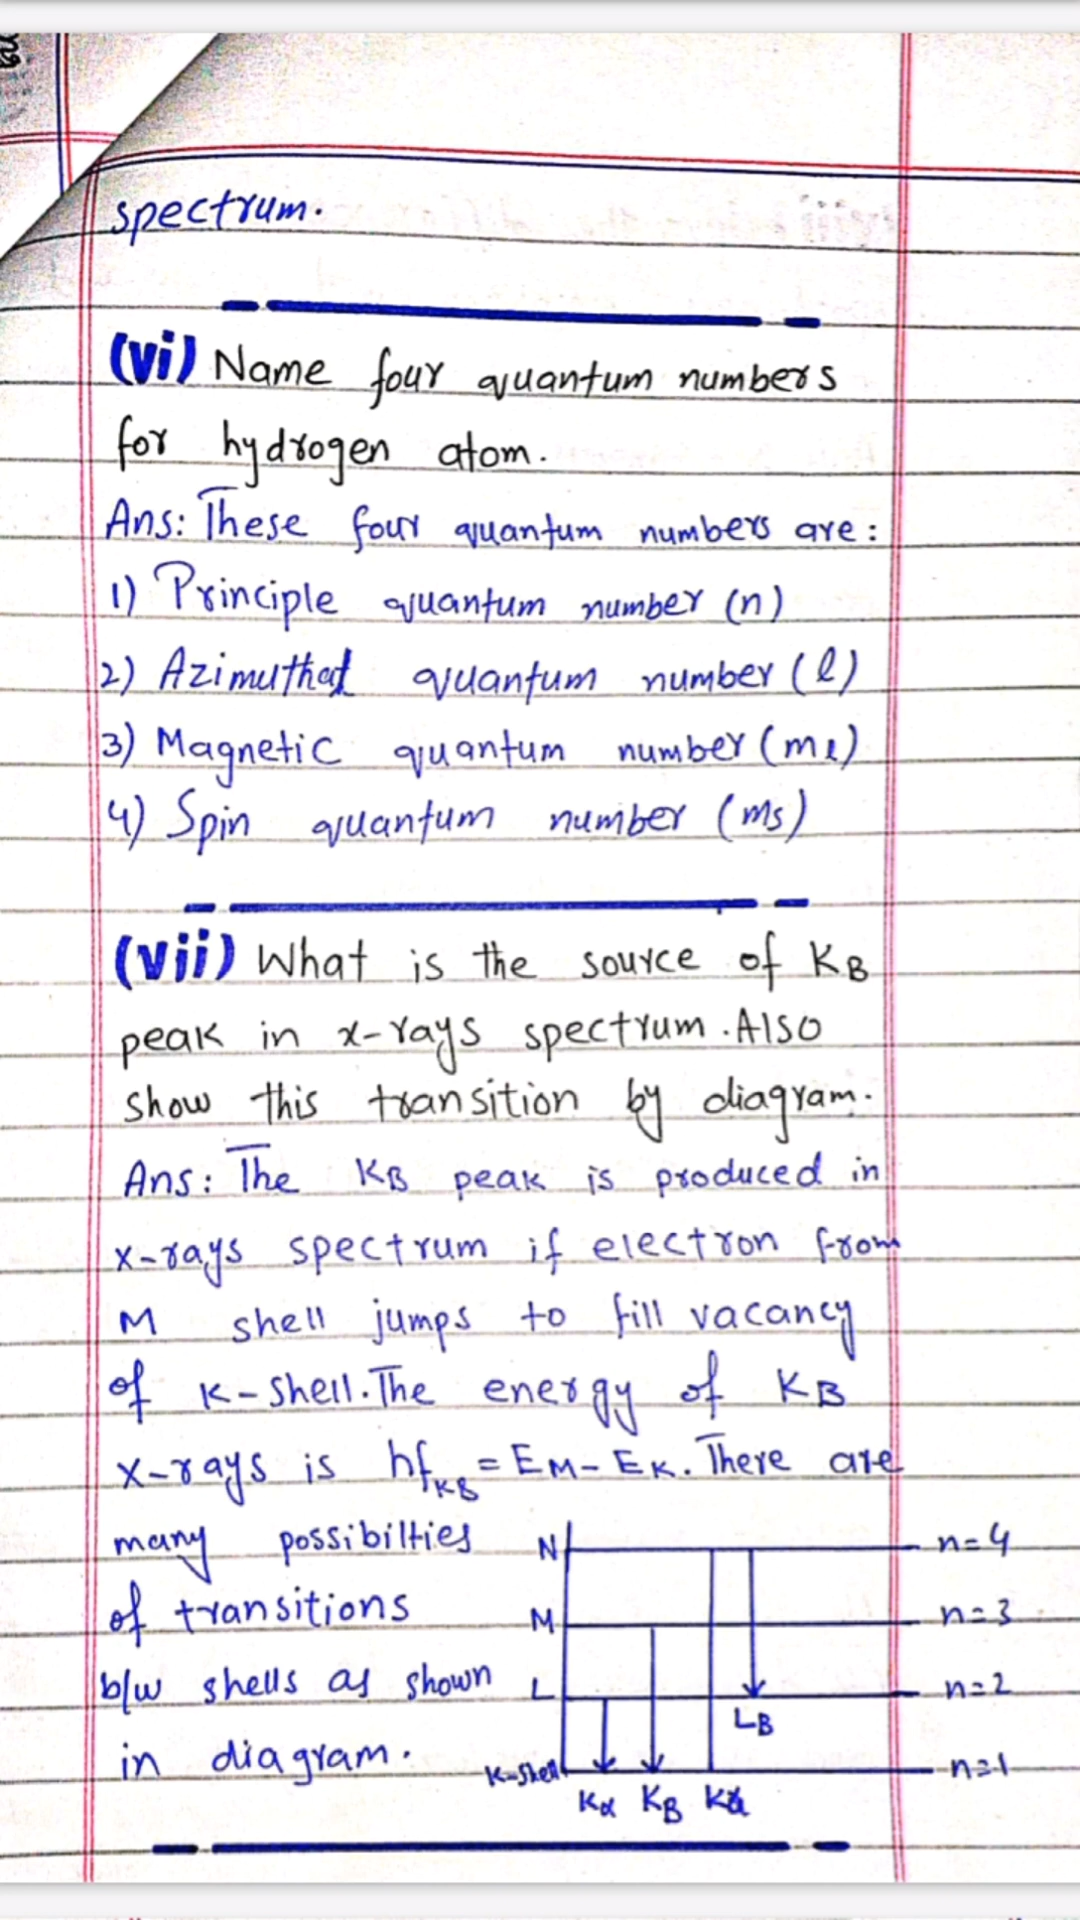 spectrum.
(vi) Name four quantum numbers
for hydrogen atom.
Ans: These four quantum numbers are:
1) Principle quantum number (n)
2) Azimuthal quantum number (l)
3) Magnetic quantum number (ml)
4) Spin quantum number (ms)
(vii) What is the source of KB
peak in x-rays spectrum. Also
show this transition by diagram.
Ans: The KB peak is produced in
x-rays spectrum if electron from
M shell jumps to fill vacancy
of K-shell. The energy of KB
x-rays is hfKB = EM - EK. There are
many possibilties
of transitions
b/w shells as shown
in diagram.
N n=4
M n=3
L n=2
LB
K-shell n=1
Kα KB